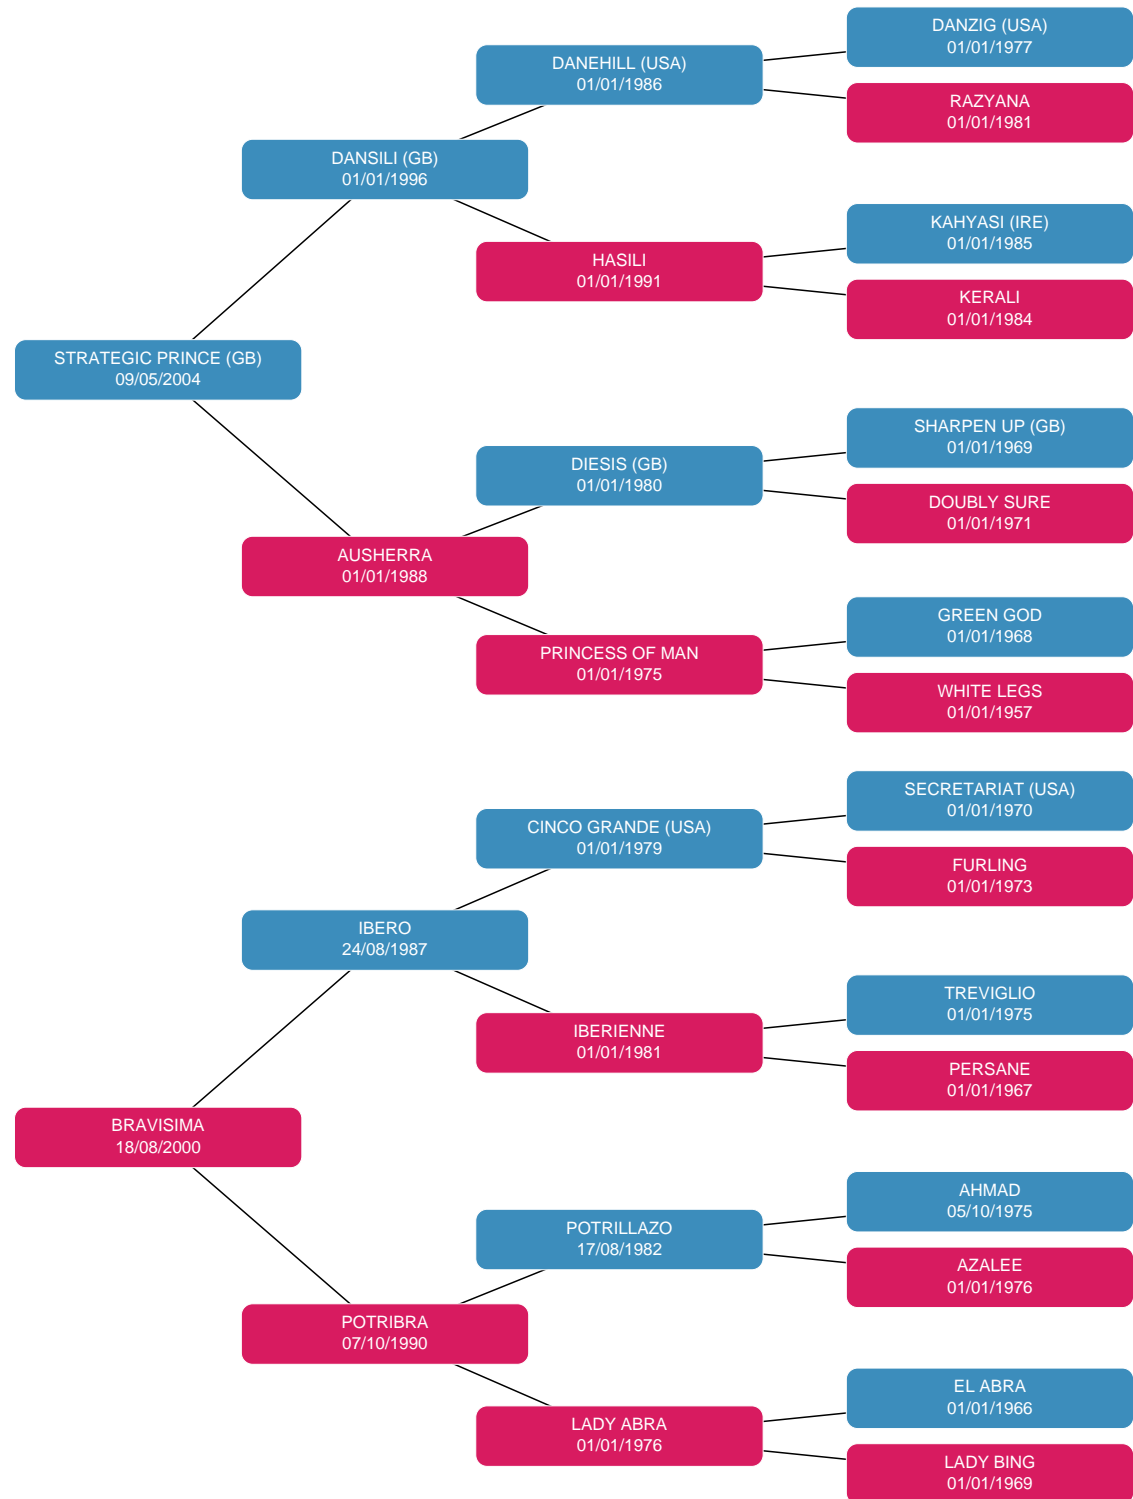 DANZIG (USA)
01/01/1977
DANEHILL (USA)
01/01/1986
RAZYANA
01/01/1981
DANSILI (GB)
01/01/1996
KAHYASI (IRE)
01/01/1985
HASILI
01/01/1991
KERALI
01/01/1984
STRATEGIC PRINCE (GB)
09/05/2004
SHARPEN UP (GB)
01/01/1969
DIESIS (GB)
01/01/1980
DOUBLY SURE
01/01/1971
AUSHERRA
01/01/1988
GREEN GOD
01/01/1968
PRINCESS OF MAN
01/01/1975
WHITE LEGS
01/01/1957
SECRETARIAT (USA)
01/01/1970
CINCO GRANDE (USA)
01/01/1979
FURLING
01/01/1973
IBERO
24/08/1987
TREVIGLIO
01/01/1975
IBERIENNE
01/01/1981
PERSANE
01/01/1967
BRAVISIMA
18/08/2000
AHMAD
05/10/1975
POTRILLAZO
17/08/1982
AZALEE
01/01/1976
POTRIBRA
07/10/1990
EL ABRA
01/01/1966
LADY ABRA
01/01/1976
LADY BING
01/01/1969